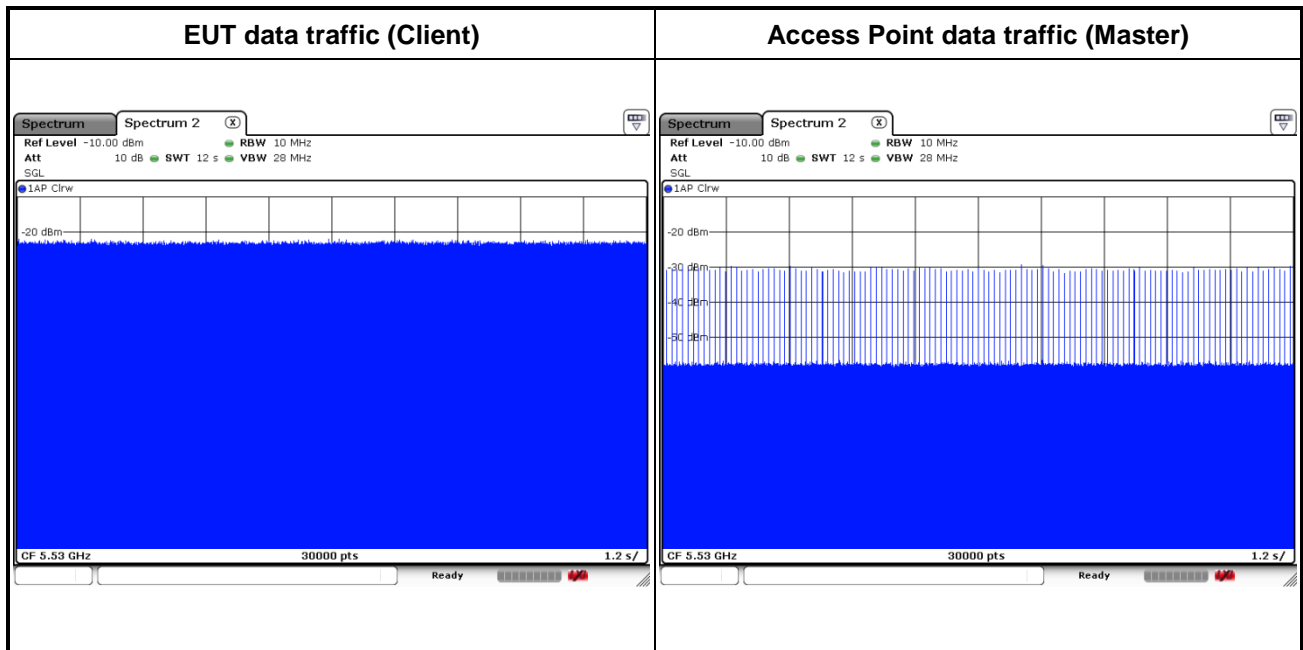 EUT data traffic (Client)
Access Point data traffic (Master)
Spectrum Spectrum 2 X
Ref Level -10.00 dBm RBW 10 MHz
Att 10 dB SWT 12 s VBW 28 MHz
SGL
1AP Clrw
-20 dBm
CF 5.53 GHz 30000 pts 1.2 s/
Ready
Spectrum Spectrum 2 X
Ref Level -10.00 dBm RBW 10 MHz
Att 10 dB SWT 12 s VBW 28 MHz
SGL
1AP Clrw
-20 dBm
-30 dBm
-40 dBm
-50 dBm
CF 5.53 GHz 30000 pts 1.2 s/
Ready